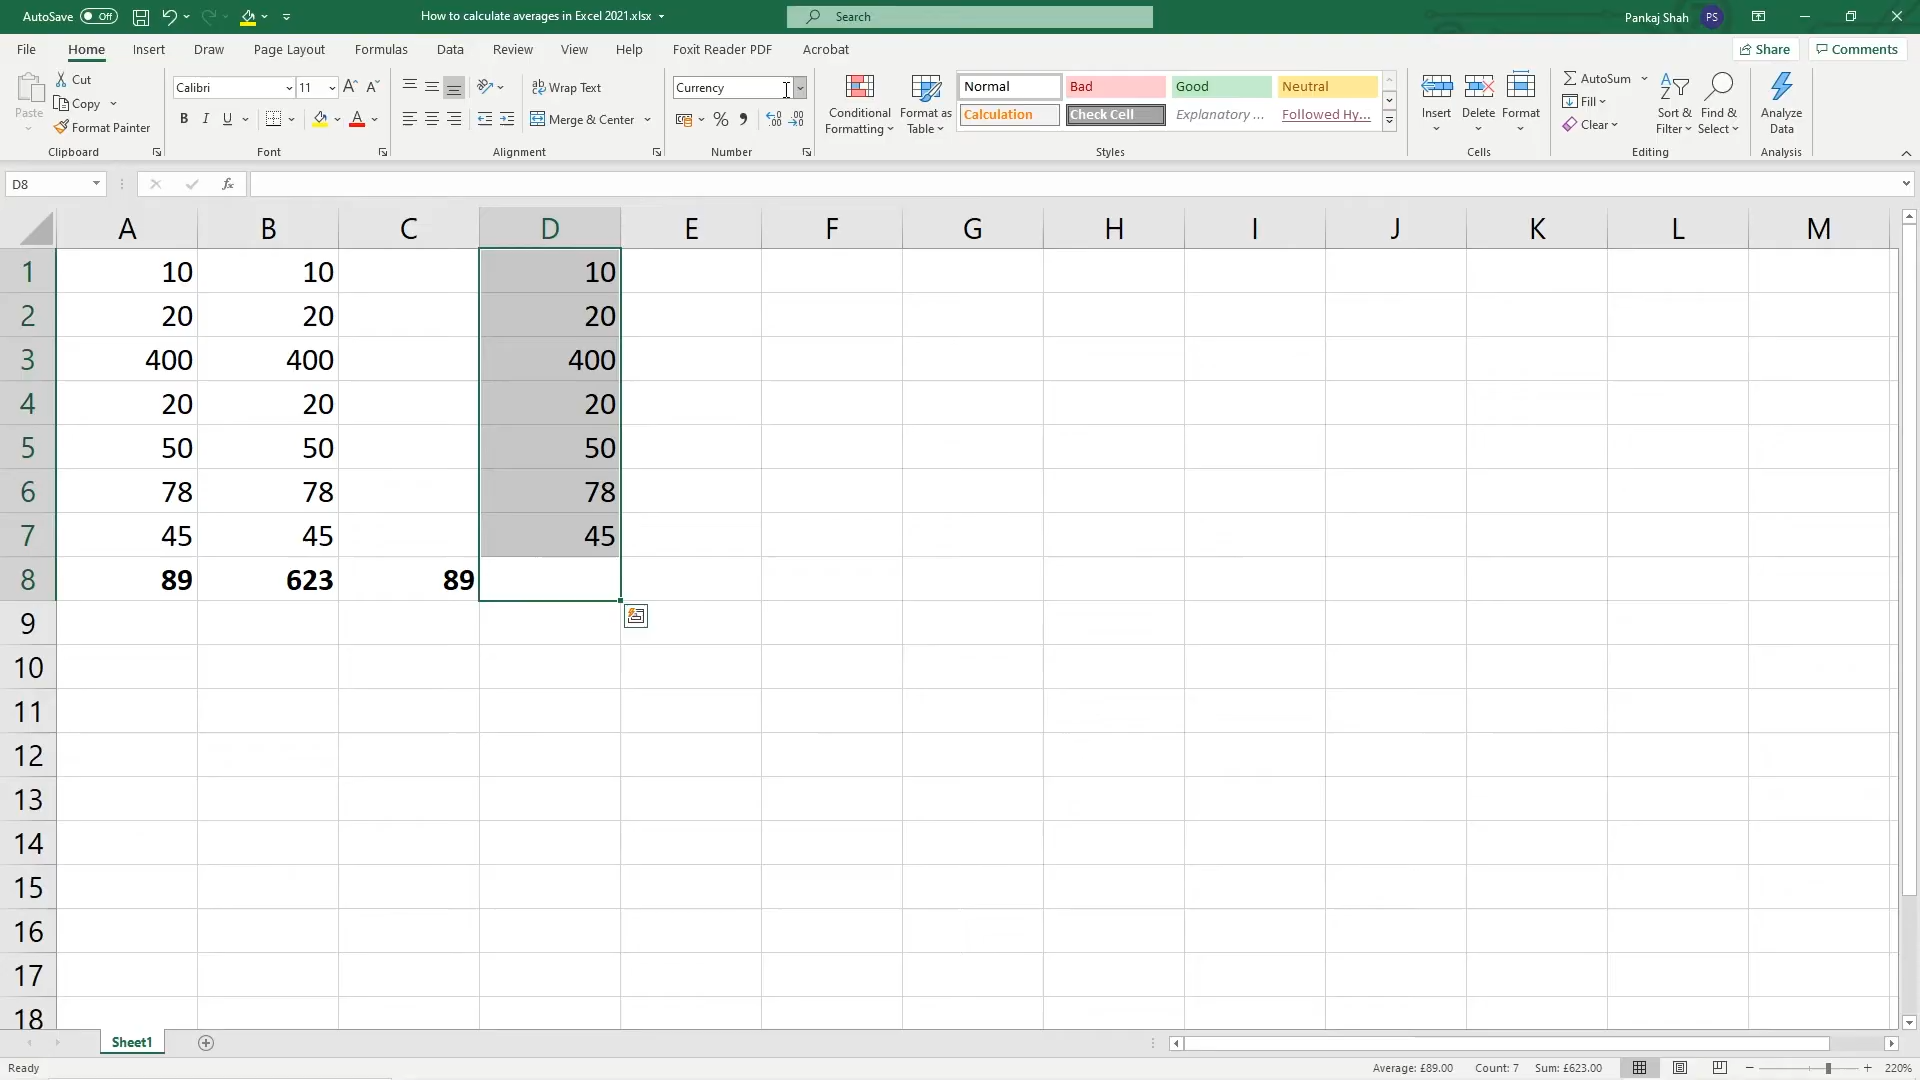 AutoSave Off How to calculate averages in Excel 2021.xlsx Search Pankaj Shah PS
File Home Insert Draw Page Layout Formulas Data Review View Help Foxit Reader PDF Acrobat Share Comments
Paste Cut Copy Format Painter Clipboard
Calibri 11 A A B I U A Font
ab Wrap Text Merge & Center Alignment
Currency % Number
Conditional Formatting Format as Table
Normal Bad Good Neutral
Calculation Check Cell Explanatory ... Followed Hy...
Styles
Insert Delete Format Cells
AutoSum Fill Clear Sort & Filter Find & Select Editing
Analyze Data Analysis
D8 fx
A B C D E F G H I J K L M
1 10 10 10
2 20 20 20
3 400 400 400
4 20 20 20
5 50 50 50
6 78 78 78
7 45 45 45
8 89 623 89
9
10
11
12
13
14
15
16
17
18
Sheet1
Ready Average: £89.00 Count: 7 Sum: £623.00 220%